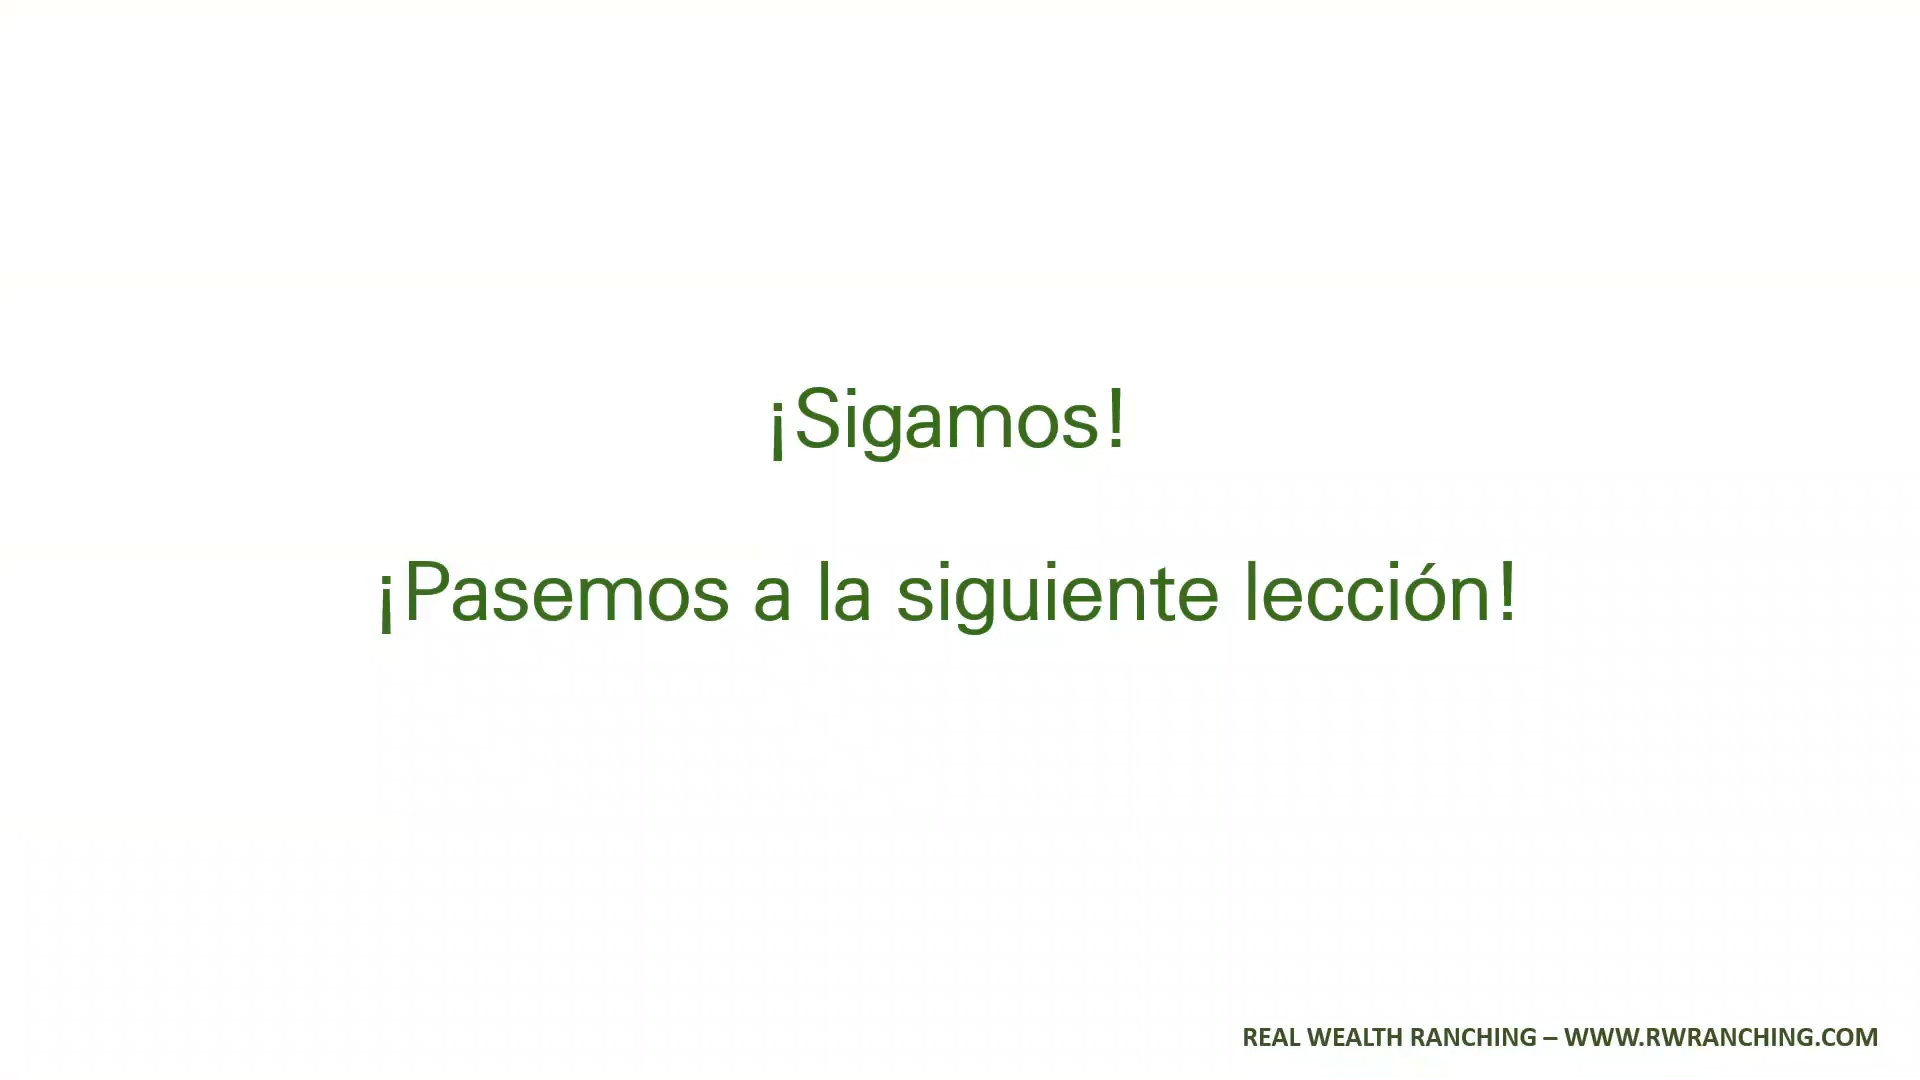 ¡Sigamos!
¡Pasemos a la siguiente lección!
REAL WEALTH RANCHING – WWW.RWRANCHING.COM